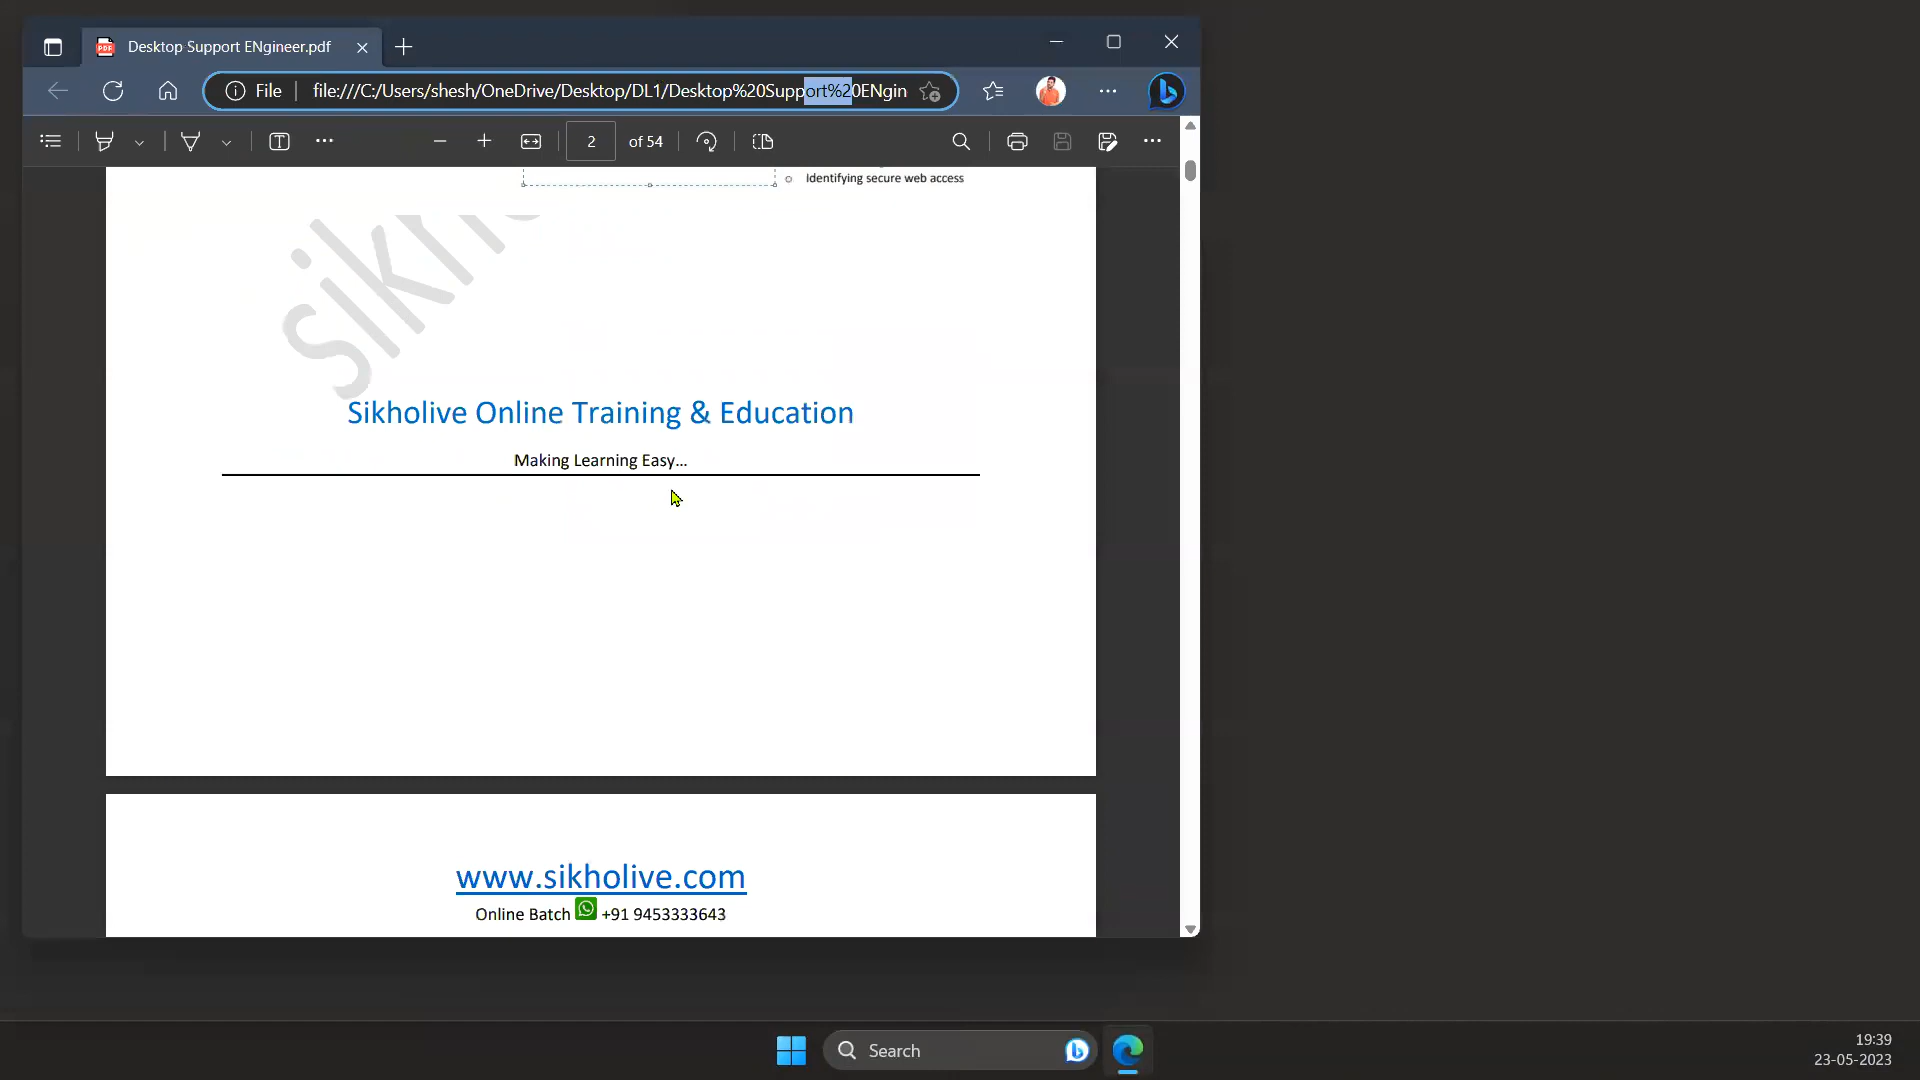 Desktop Support ENgineer.pdf
File
file:///C:/Users/shesh/OneDrive/Desktop/DL1/Desktop%20Support%20ENgin
2
of 54
Identifying secure web access
sikh
Sikholive Online Training & Education
Making Learning Easy...
www.sikholive.com
Online Batch +91 9453333643
Search
19:39
23-05-2023